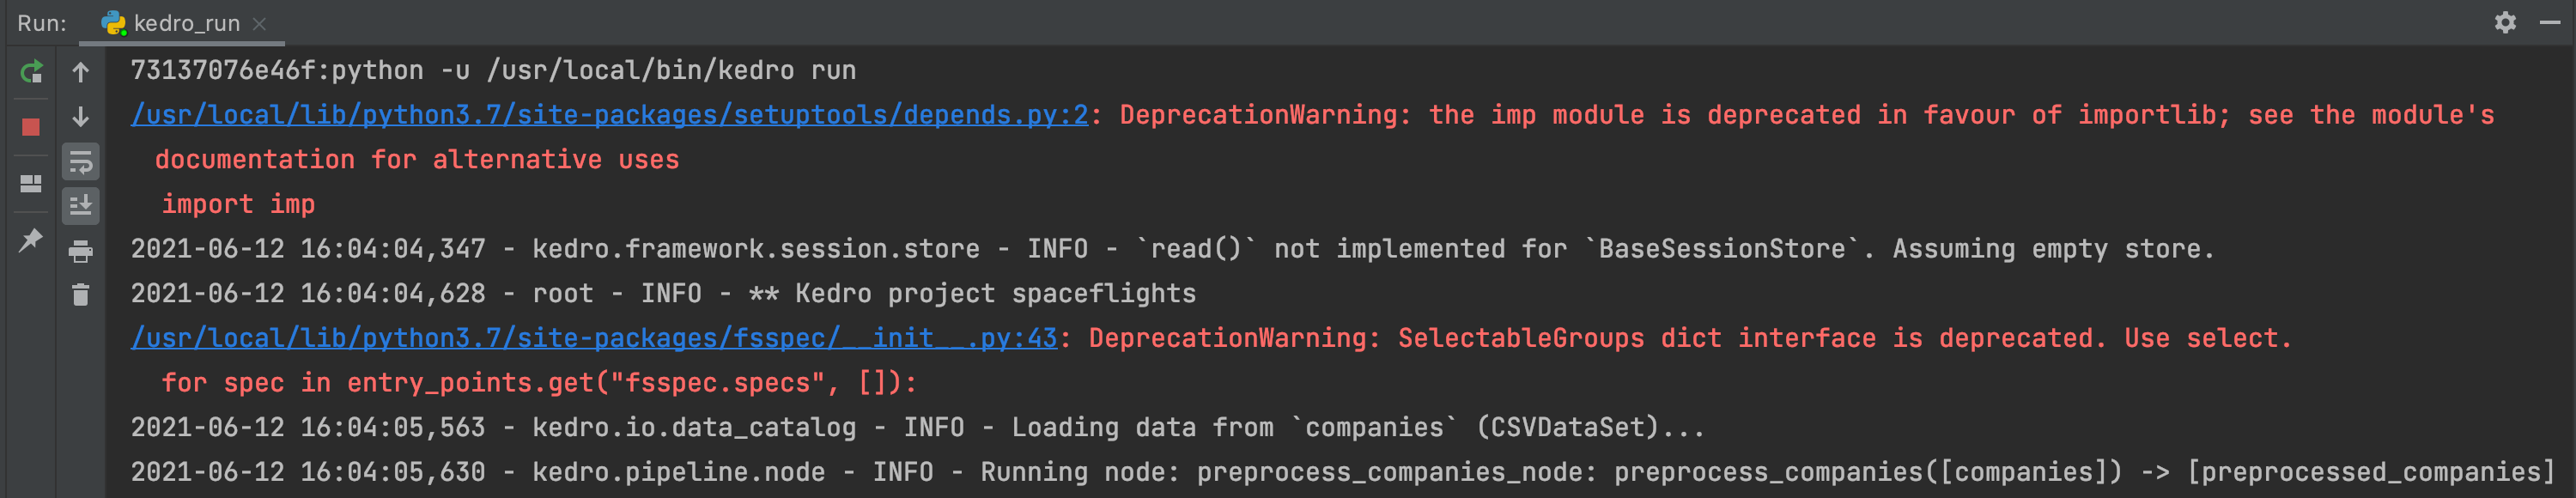 Run: kedro_run
73137076e46f:python -u /usr/local/bin/kedro run
/usr/local/lib/python3.7/site-packages/setuptools/depends.py:2: DeprecationWarning: the imp module is deprecated in favour of importlib; see the module's
documentation for alternative uses
import imp
2021-06-12 16:04:04,347 - kedro.framework.session.store - INFO - `read()` not implemented for `BaseSessionStore`. Assuming empty store.
2021-06-12 16:04:04,628 - root - INFO - ** Kedro project spaceflights
/usr/local/lib/python3.7/site-packages/fsspec/__init__.py:43: DeprecationWarning: SelectableGroups dict interface is deprecated. Use select.
for spec in entry_points.get("fsspec.specs", []):
2021-06-12 16:04:05,563 - kedro.io.data_catalog - INFO - Loading data from `companies` (CSVDataSet)...
2021-06-12 16:04:05,630 - kedro.pipeline.node - INFO - Running node: preprocess_companies_node: preprocess_companies([companies]) -> [preprocessed_companies]